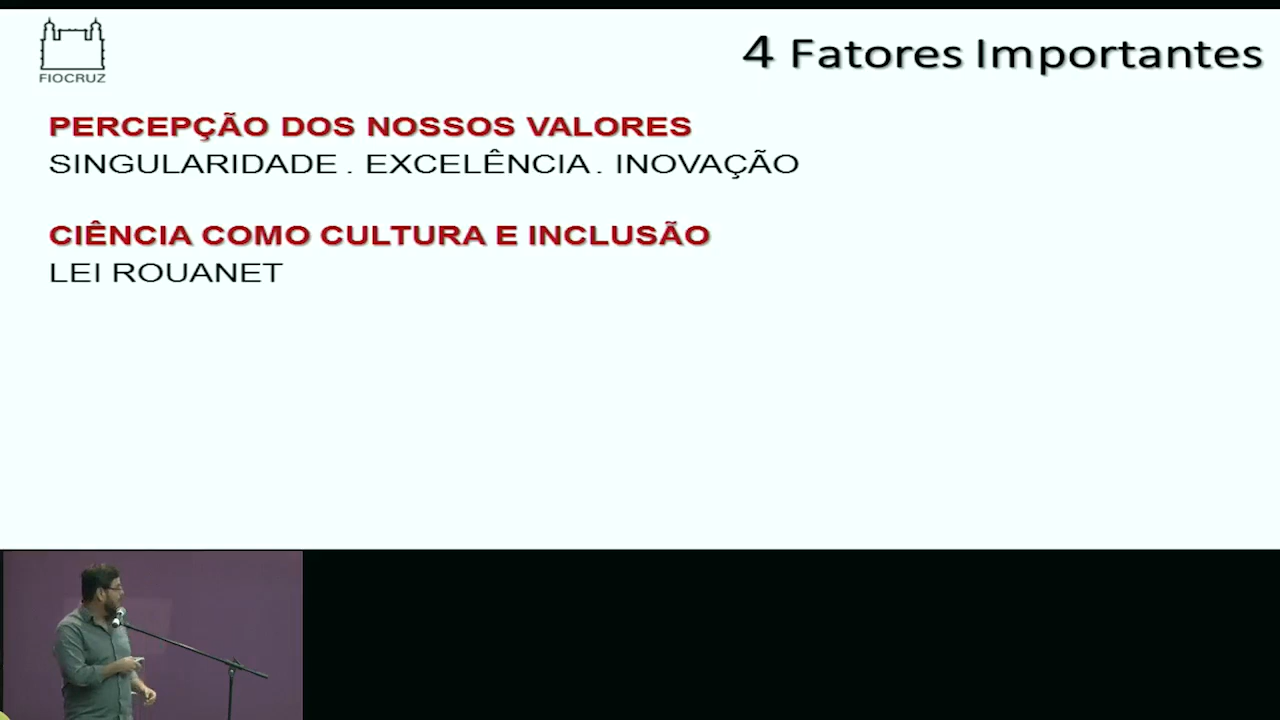 FIOCRUZ
4 Fatores Importantes
PERCEPÇÃO DOS NOSSOS VALORES
SINGULARIDADE . EXCELÊNCIA . INOVAÇÃO
CIÊNCIA COMO CULTURA E INCLUSÃO
LEI ROUANET